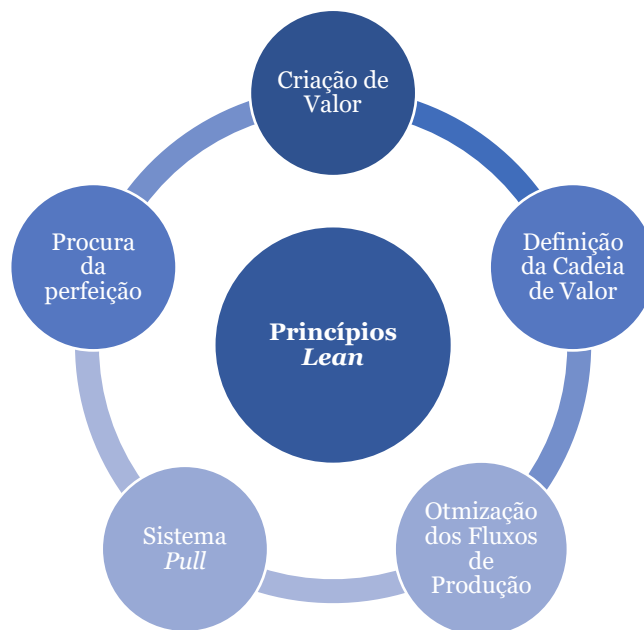 Criação de
Valor
Procura
da
perfeição
Definição
da Cadeia
de Valor
Princípios
Lean
Sistema
Pull
Otmização
dos Fluxos
de
Produção